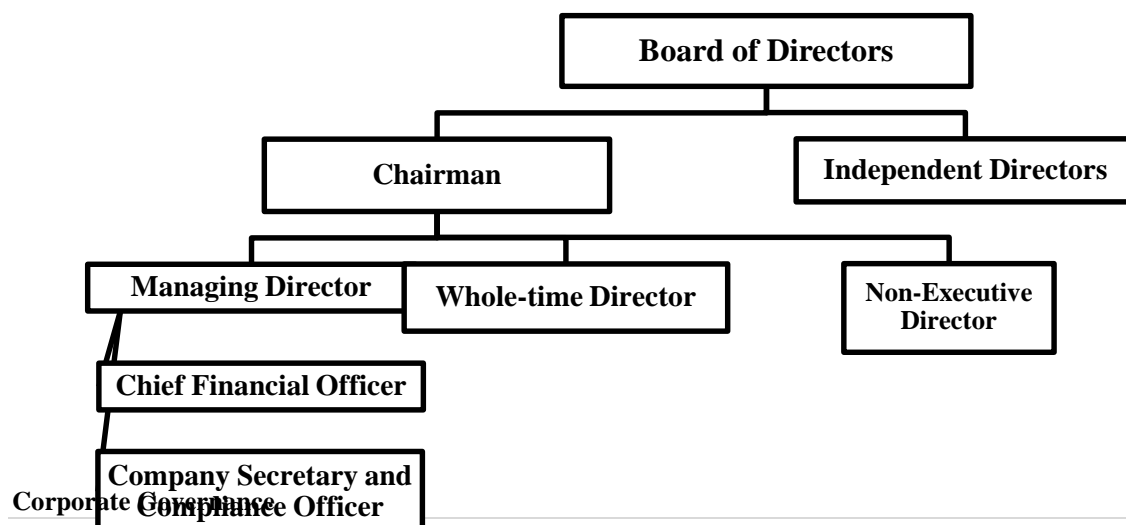 Board of Directors
Chairman
Independent Directors
Managing Director
Whole-time Director
Non-Executive
Director
Chief Financial Officer
Company Secretary and
Compliance Officer
Corporate Governance